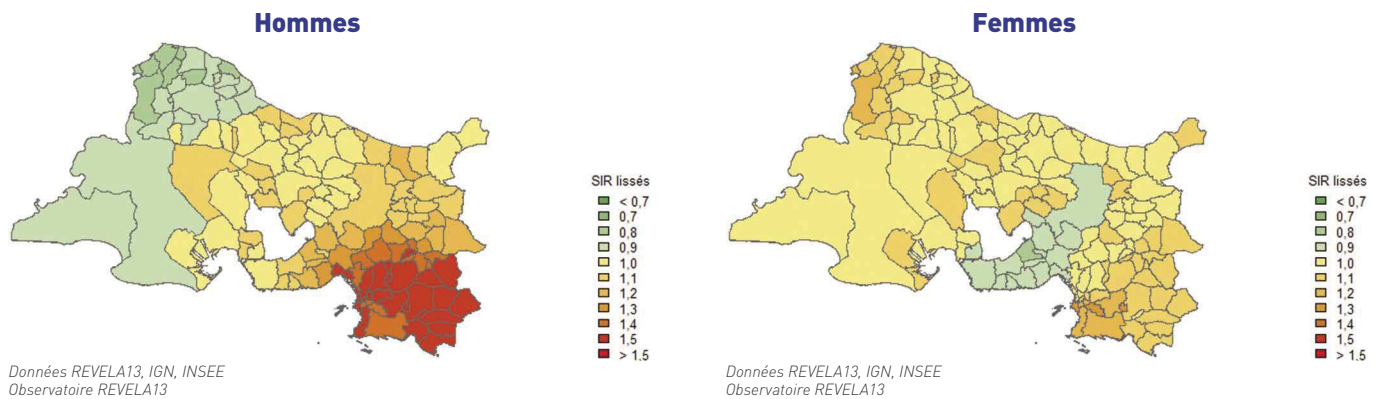 Hommes
SIR lissés
< 0,7
0,7
0,8
0,9
1,0
1,1
1,2
1,3
1,4
1,5
> 1.5
Données REVELA13, IGN, INSEE
Observatoire REVELA13
Femmes
SIR lissés
< 0,7
0,7
0,8
0,9
1,0
1,1
1,2
1,3
1,4
1,5
> 1.5
Données REVELA13, IGN, INSEE
Observatoire REVELA13